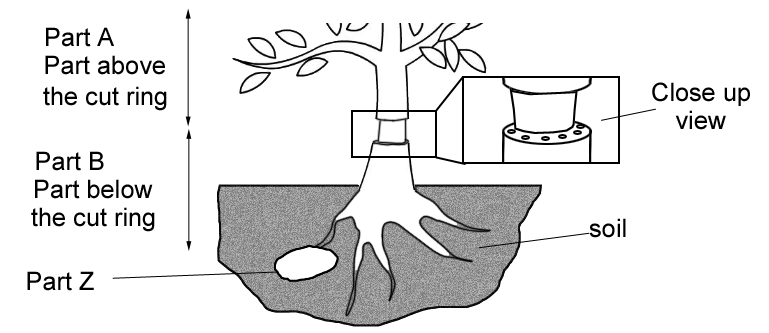 Part A
Part above
the cut ring
Close up
view
Part B
Part below
the cut ring
soil
Part Z